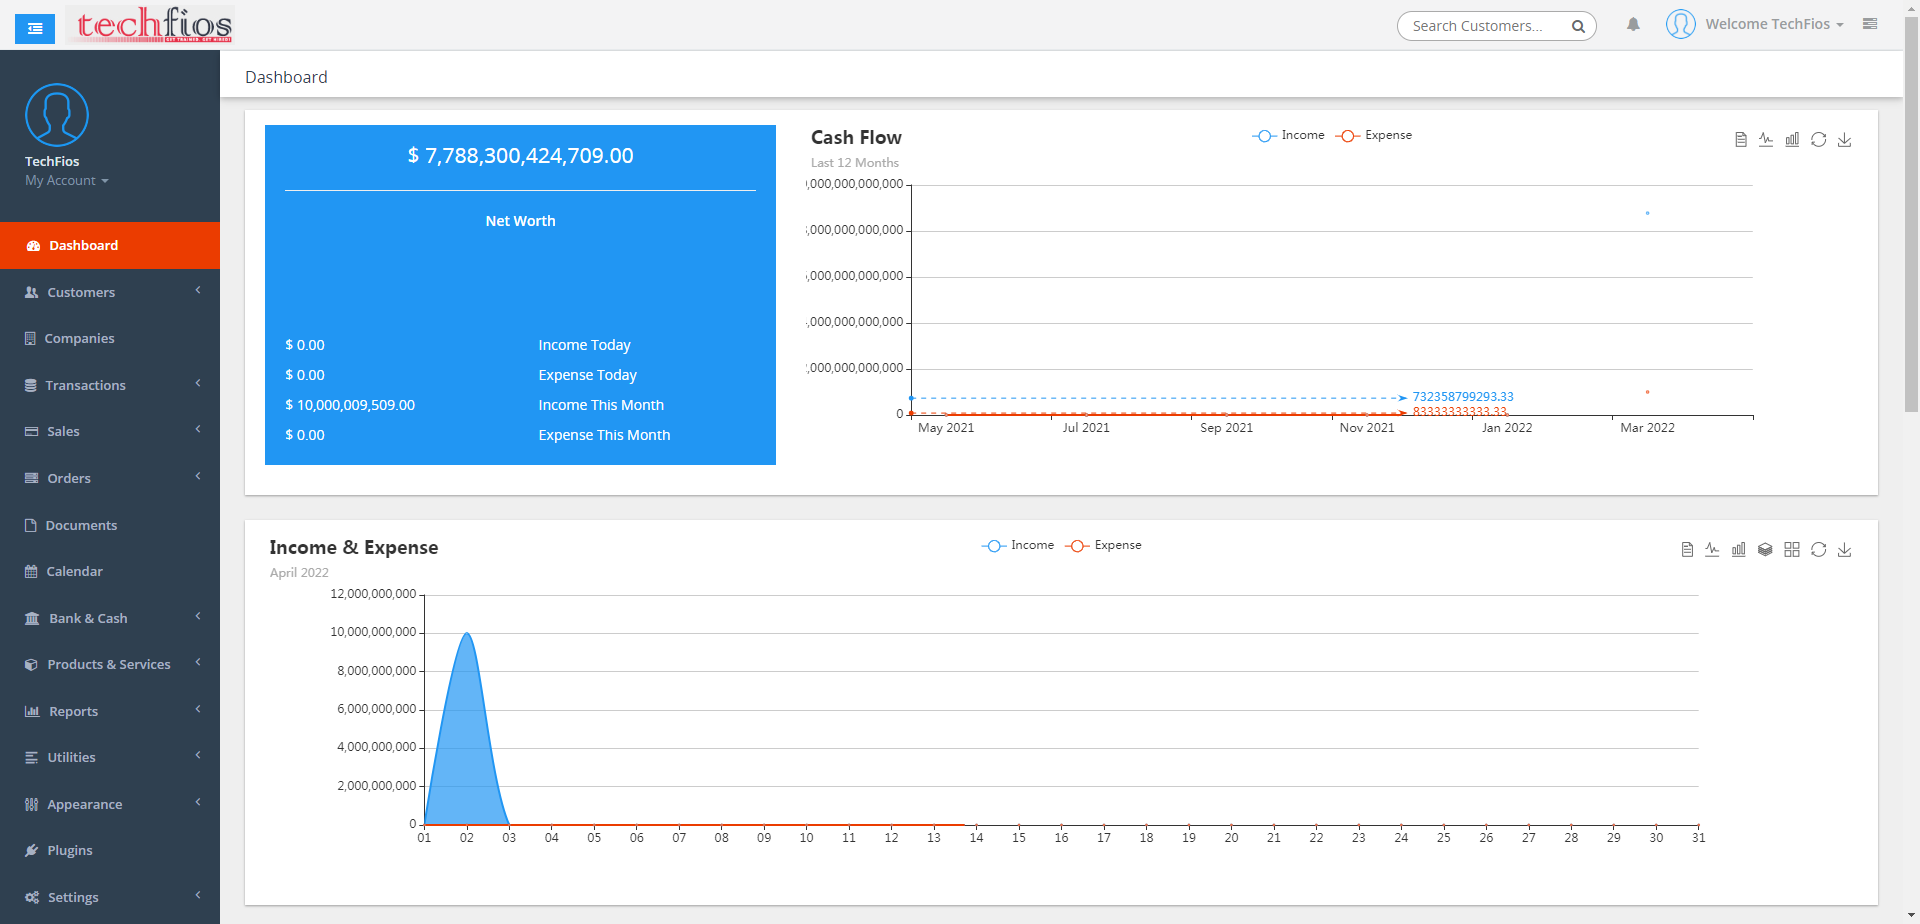 techfios
Search Customers...
Welcome TechFios
TechFios
My Account
Dashboard
Customers
Companies
Transactions
Sales
Orders
Documents
Calendar
Bank & Cash
Products & Services
Reports
Utilities
Appearance
Plugins
Settings
Dashboard
$ 7,788,300,424,709.00
Net Worth
$ 0.00 Income Today
$ 0.00 Expense Today
$ 10,000,009,509.00 Income This Month
$ 0.00 Expense This Month
Cash Flow
Last 12 Months
Income Expense
,000,000,000,000
,000,000,000,000
,000,000,000,000
,000,000,000,000
,000,000,000,000
0
732358799293.33
83333333333.33
May 2021 Jul 2021 Sep 2021 Nov 2021 Jan 2022 Mar 2022
Income & Expense
April 2022
Income Expense
12,000,000,000
10,000,000,000
8,000,000,000
6,000,000,000
4,000,000,000
2,000,000,000
0
01 02 03 04 05 06 07 08 09 10 11 12 13 14 15 16 17 18 19 20 21 22 23 24 25 26 27 28 29 30 31